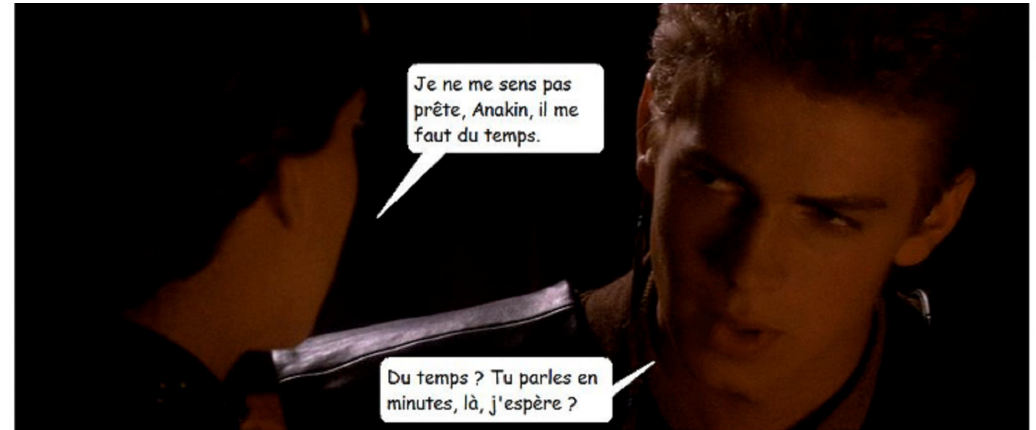 Je ne me sens pas
prête, Anakin, il me
faut du temps.
Du temps ? Tu parles en
minutes, là, j'espère ?